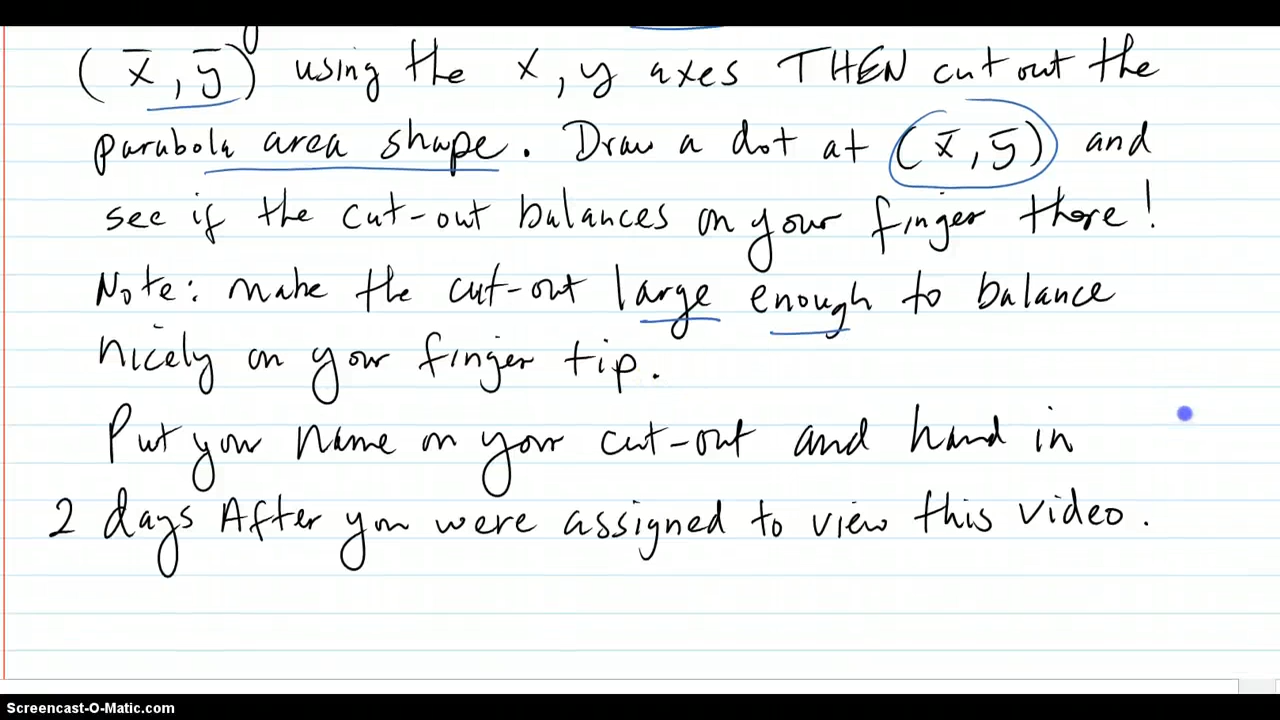 (x̄, ȳ) using the x, y axes THEN cut out the
parabola area shape. Draw a dot at (x̄, ȳ) and
see if the cut-out balances on your finger there!
Note: make the cut-out large enough to balance
nicely on your finger tip.
Put your name on your cut-out and hand in
2 days After you were assigned to view this video.
Screencast-O-Matic.com